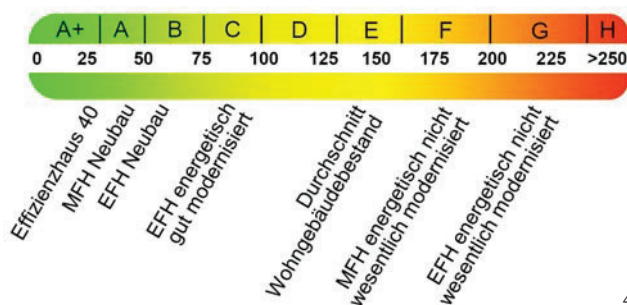 A+ A B C D E F G H
0 25 50 75 100 125 150 175 200 225 >250
Effizienzhaus 40
MFH Neubau
EFH Neubau
EFH energetisch
gut modernisiert
Durchschnitt
Wohngebäudebestand
MFH energetisch nicht
wesentlich modernisiert
EFH energetisch nicht
wesentlich modernisiert